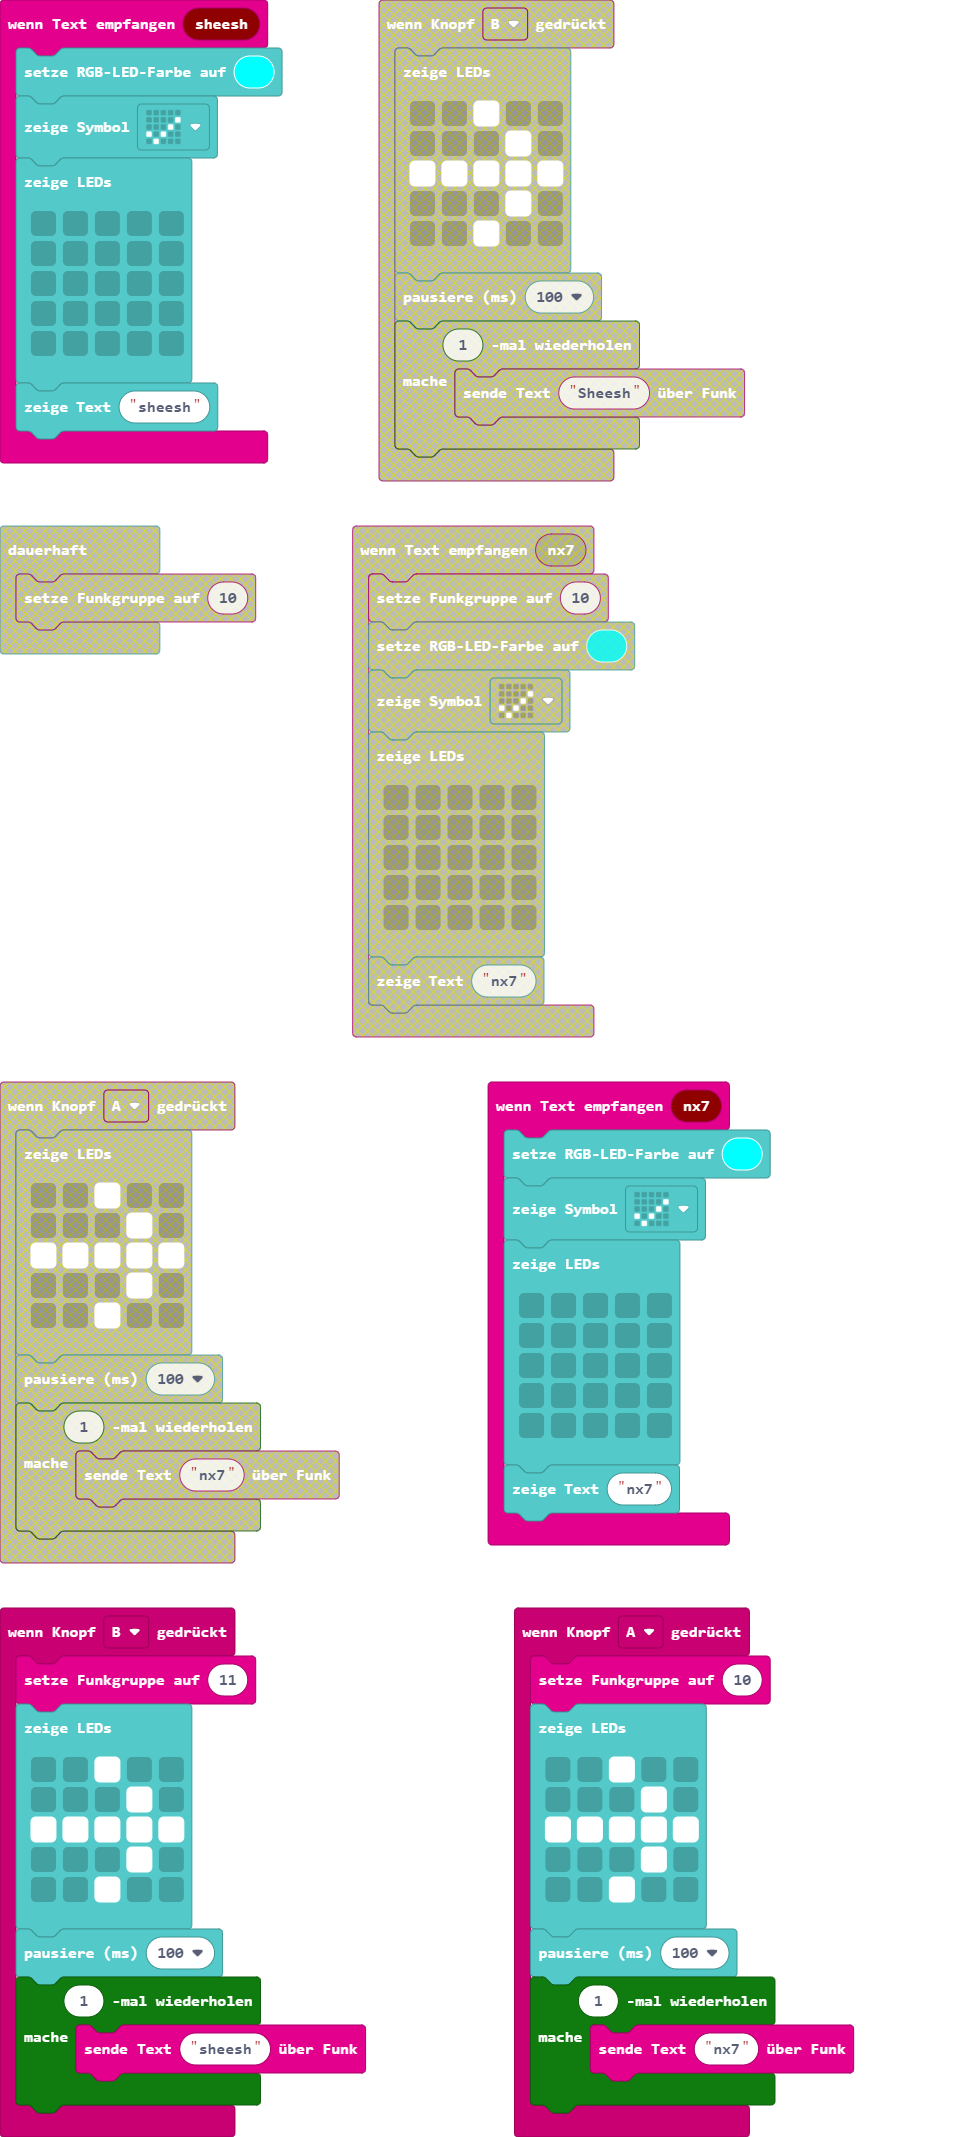 wenn Text empfangen sheesh
setze RGB-LED-Farbe auf
zeige Symbol
zeige LEDs
zeige Text "sheesh"
wenn Knopf B gedrückt
zeige LEDs
pausiere (ms) 100
1 -mal wiederholen
mache
sende Text "Sheesh" über Funk
dauerhaft
setze Funkgruppe auf 10
wenn Text empfangen nx7
setze Funkgruppe auf 10
setze RGB-LED-Farbe auf
zeige Symbol
zeige LEDs
zeige Text "nx7"
wenn Knopf A gedrückt
zeige LEDs
pausiere (ms) 100
1 -mal wiederholen
mache
sende Text "nx7" über Funk
wenn Text empfangen nx7
setze RGB-LED-Farbe auf
zeige Symbol
zeige LEDs
zeige Text "nx7"
wenn Knopf B gedrückt
setze Funkgruppe auf 11
zeige LEDs
pausiere (ms) 100
1 -mal wiederholen
mache
sende Text "sheesh" über Funk
wenn Knopf A gedrückt
setze Funkgruppe auf 10
zeige LEDs
pausiere (ms) 100
1 -mal wiederholen
mache
sende Text "nx7" über Funk